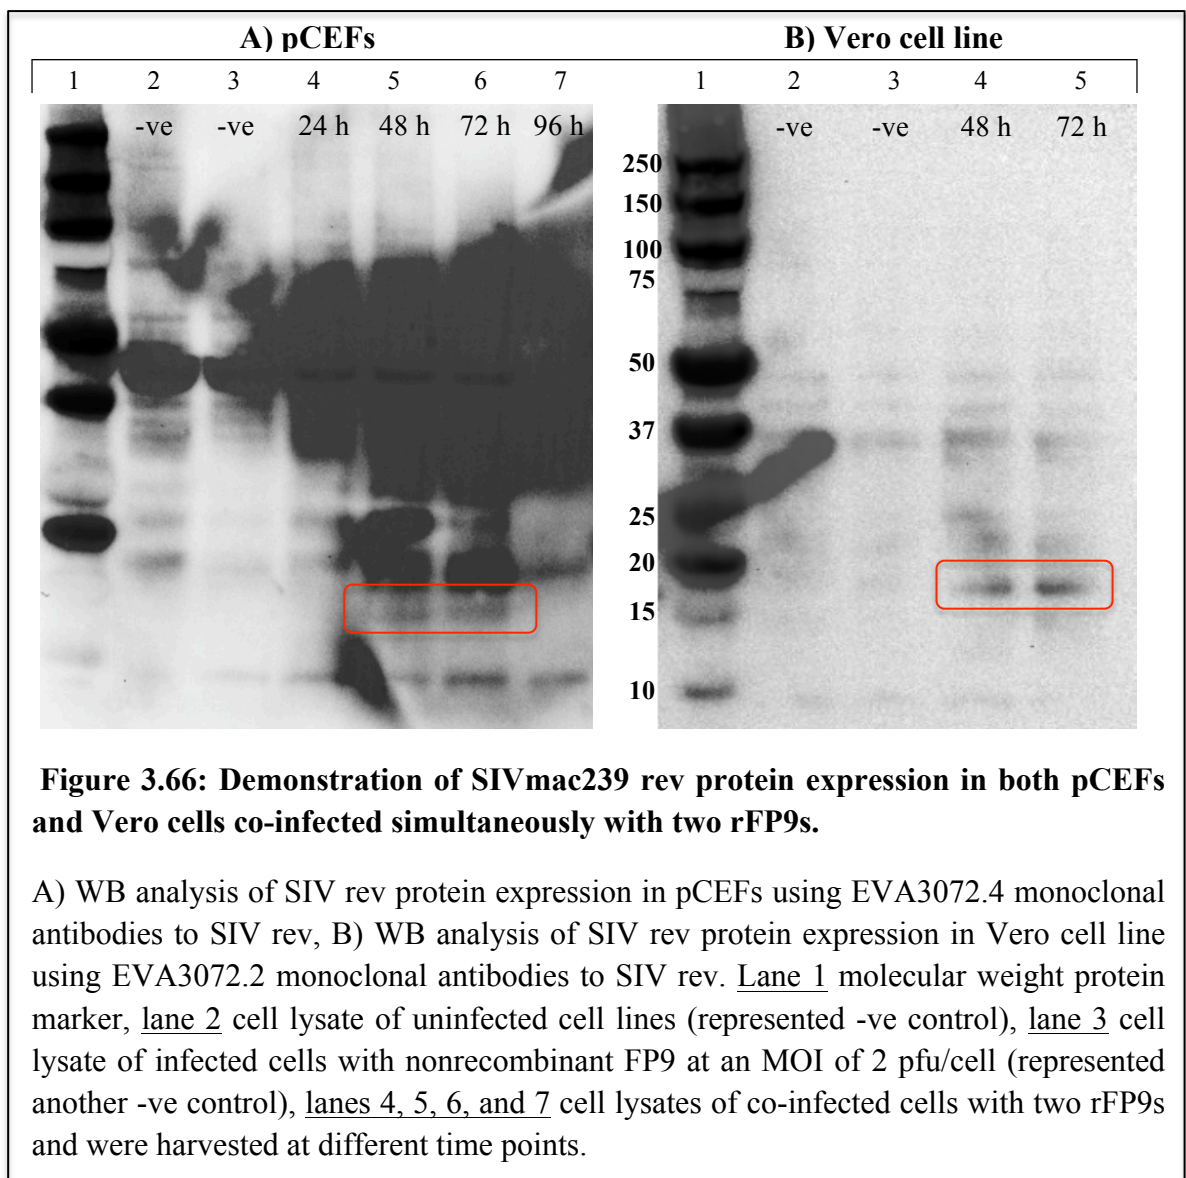 A) pCEFs B) Vero cell line
1 2 3 4 5 6 7 1 2 3 4 5
-ve -ve 24 h 48 h 72 h 96 h -ve -ve 48 h 72 h
250
150
100
75
50
37
25
20
15
10
Figure 3.66: Demonstration of SIVmac239 rev protein expression in both pCEFs
and Vero cells co-infected simultaneously with two rFP9s.
A) WB analysis of SIV rev protein expression in pCEFs using EVA3072.4 monoclonal
antibodies to SIV rev, B) WB analysis of SIV rev protein expression in Vero cell line
using EVA3072.2 monoclonal antibodies to SIV rev. Lane 1 molecular weight protein
marker, lane 2 cell lysate of uninfected cell lines (represented -ve control), lane 3 cell
lysate of infected cells with nonrecombinant FP9 at an MOI of 2 pfu/cell (represented
another -ve control), lanes 4, 5, 6, and 7 cell lysates of co-infected cells with two rFP9s
and were harvested at different time points.